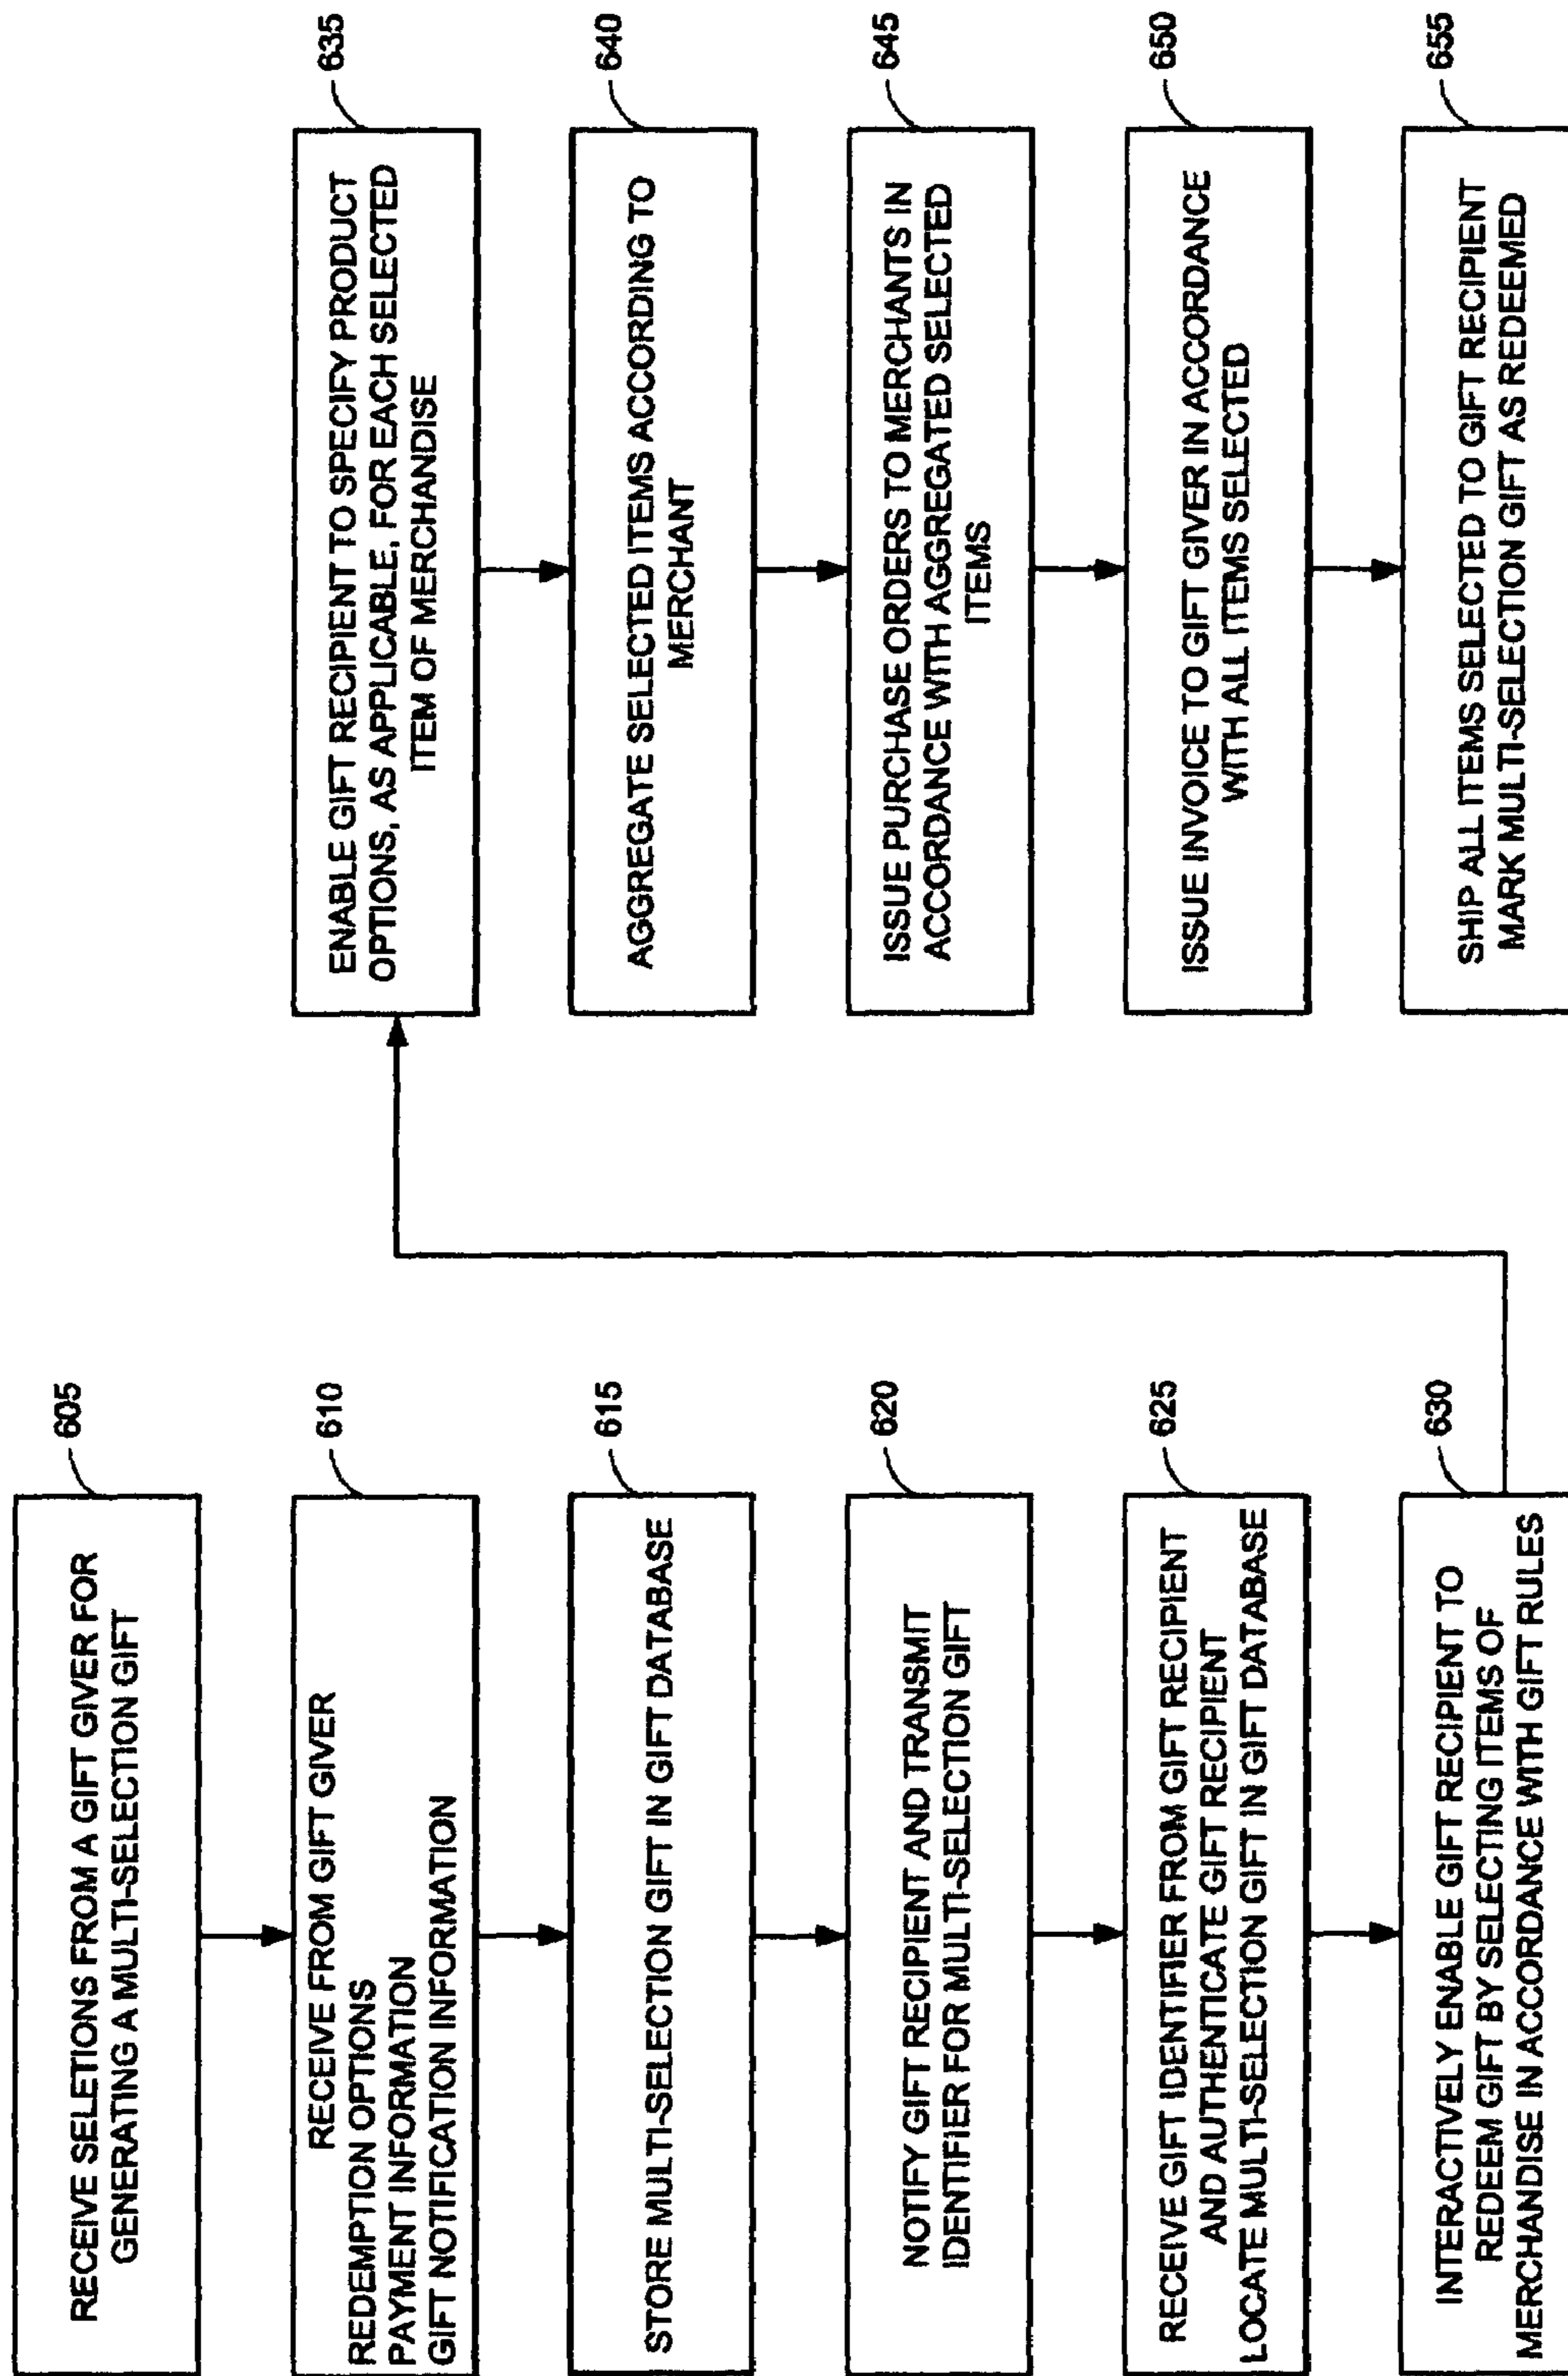 605
RECEIVE SELETIONS FROM A GIFT GIVER FOR
GENERATING A MULTI-SELECTION GIFT
610
RECEIVE FROM GIFT GIVER
REDEMPTION OPTIONS
PAYMENT INFORMATION
GIFT NOTIFICATION INFORMATION
615
STORE MULTI-SELECTION GIFT IN GIFT DATABASE
620
NOTIFY GIFT RECIPIENT AND TRANSMIT
IDENTIFIER FOR MULTI-SELECTION GIFT
625
RECEIVE GIFT IDENTIFIER FROM GIFT RECIPIENT
AND AUTHENTICATE GIFT RECIPIENT
LOCATE MULTI-SELECTION GIFT IN GIFT DATABASE
630
INTERACTIVELY ENABLE GIFT RECIPIENT TO
REDEEM GIFT BY SELECTING ITEMS OF
MERCHANDISE IN ACCORDANCE WITH GIFT RULES
635
ENABLE GIFT RECIPIENT TO SPECIFY PRODUCT
OPTIONS, AS APPLICABLE, FOR EACH SELECTED
ITEM OF MERCHANDISE
640
AGGREGATE SELECTED ITEMS ACCORDING TO
MERCHANT
645
ISSUE PURCHASE ORDERS TO MERCHANTS IN
ACCORDANCE WITH AGGREGATED SELECTED
ITEMS
650
ISSUE INVOICE TO GIFT GIVER IN ACCORDANCE
WITH ALL ITEMS SELECTED
655
SHIP ALL ITEMS SELECTED TO GIFT RECIPIENT
MARK MULTI-SELECTION GIFT AS REDEEMED